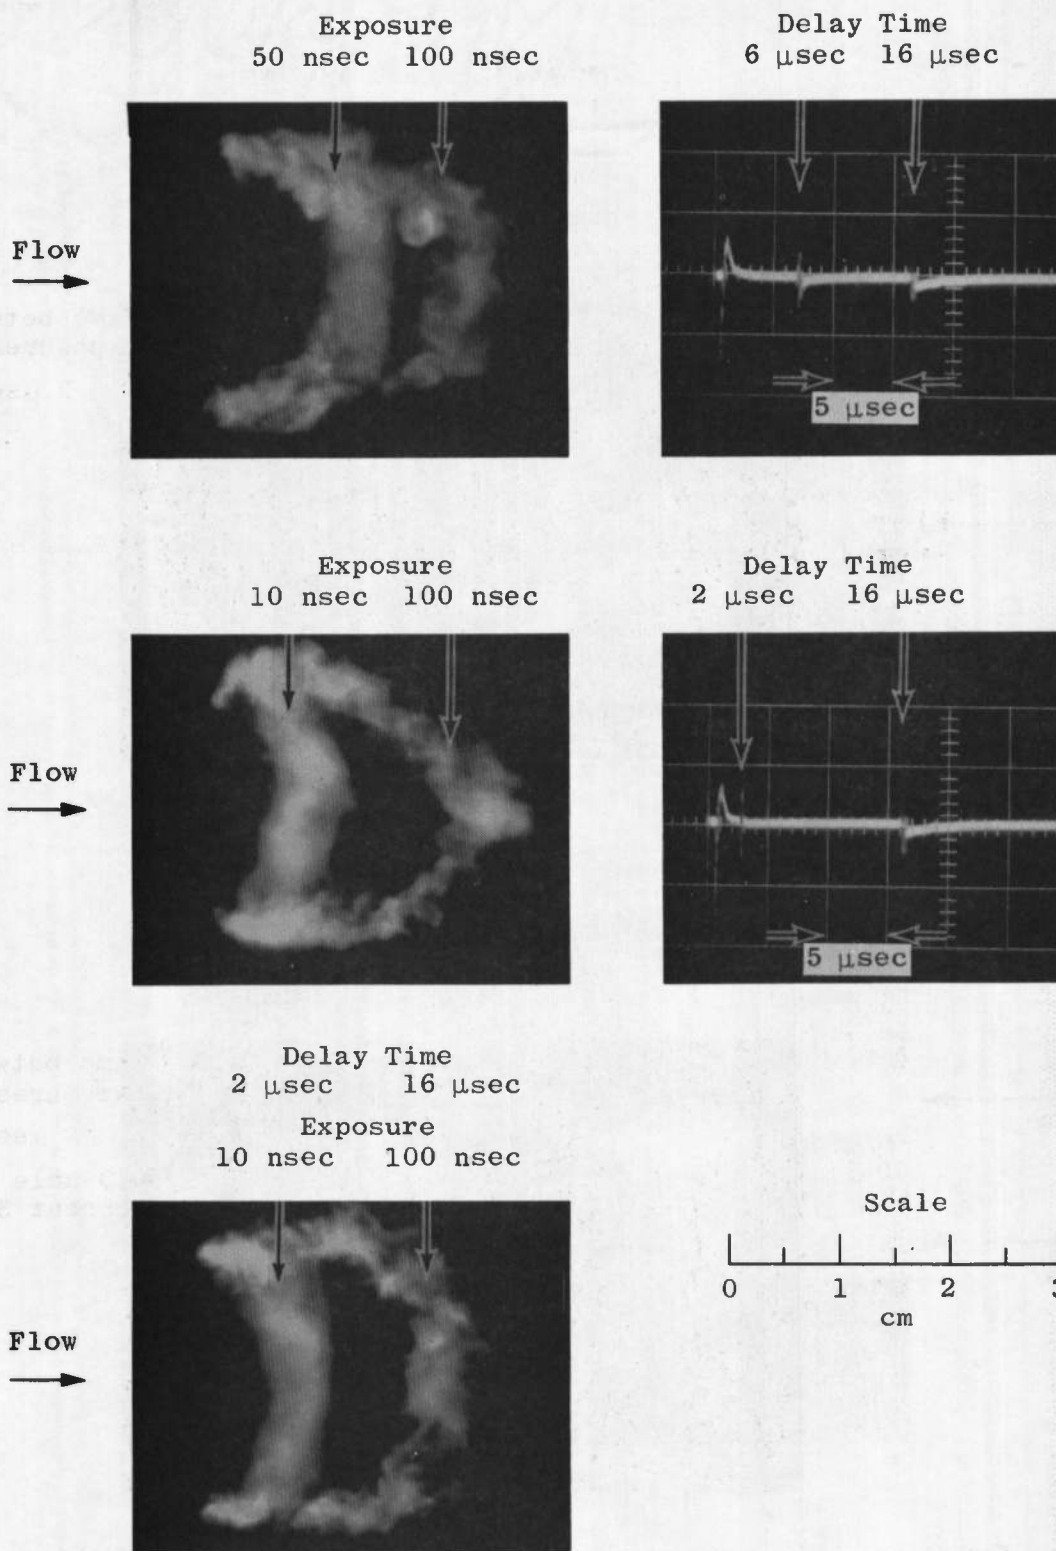 Exposure
50 nsec 100 nsec
Delay Time
6 μsec 16 μsec
Flow
5 μsec
Exposure
10 nsec 100 nsec
Delay Time
2 μsec 16 μsec
Flow
5 μsec
Delay Time
2 μsec 16 μsec
Exposure
10 nsec 100 nsec
Flow
Scale
0 1 2
cm